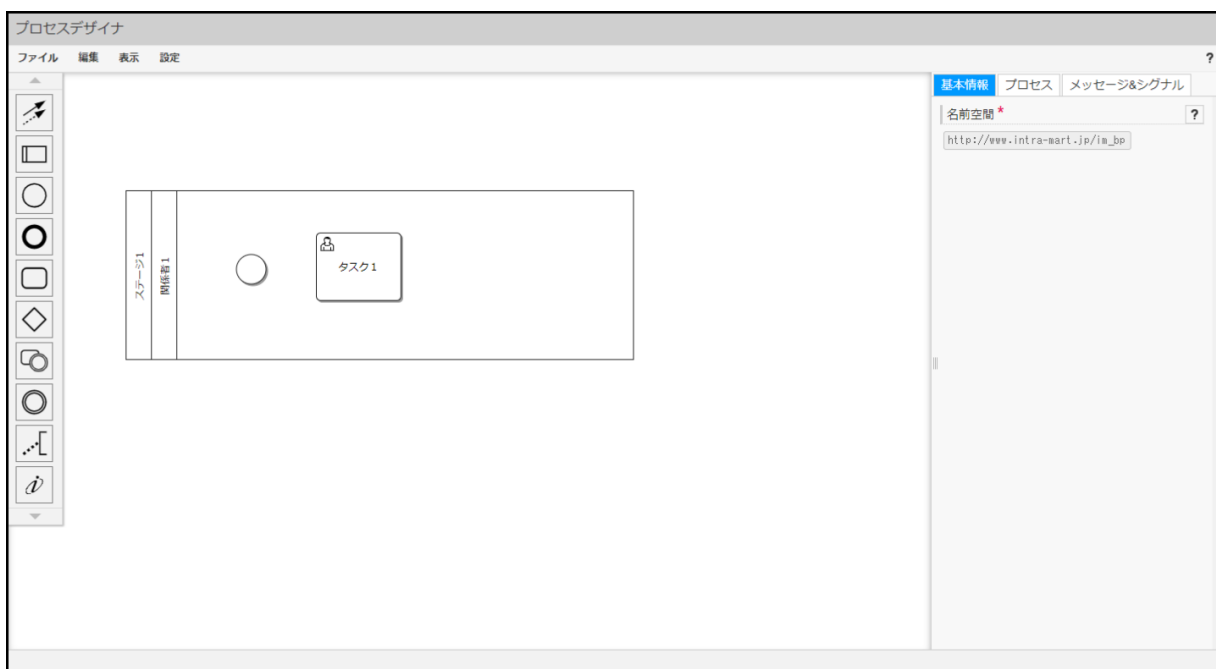 プロセスデザイナ
ファイル 編集 表示 設定 ?
基本情報 プロセス メッセージ&シグナル
名前空間* ?
http://www.intra-mart.jp/im_bp
ステージ1
関係者1
タスク1